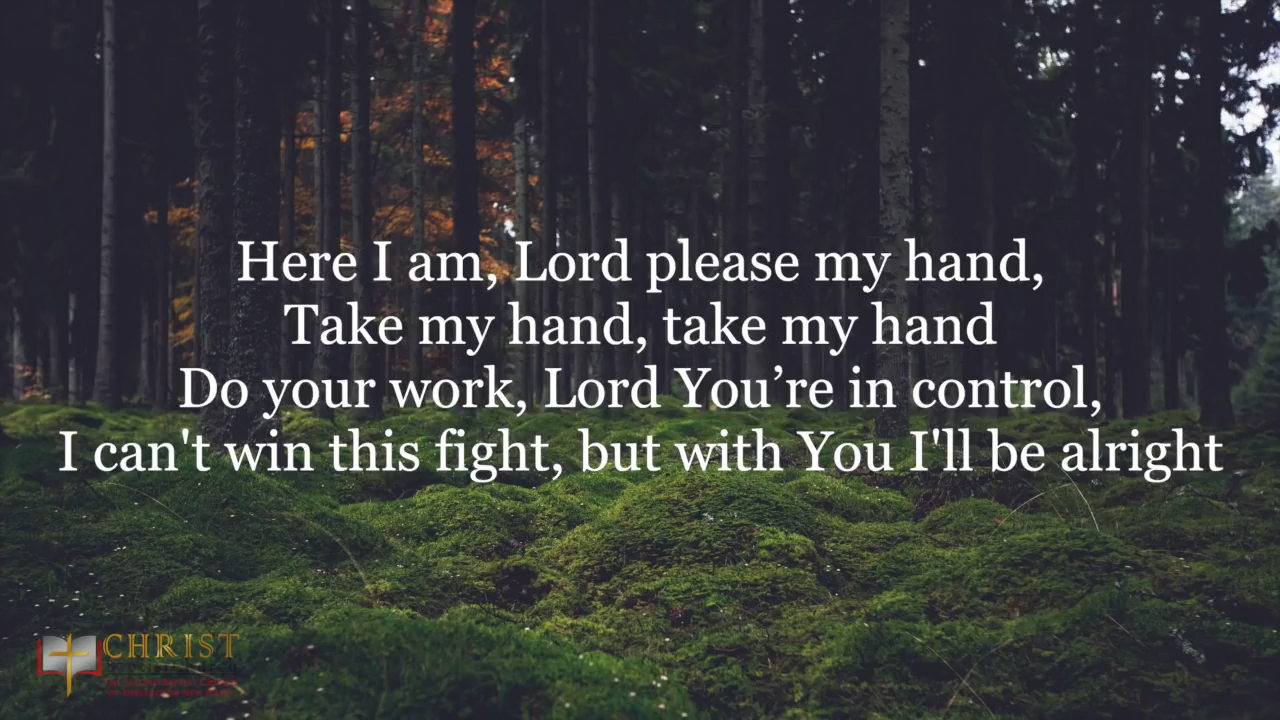 Here I am, Lord please my hand,
Take my hand, take my hand
Do your work, Lord You’re in control,
I can't win this fight, but with You I'll be alright
CHRIST